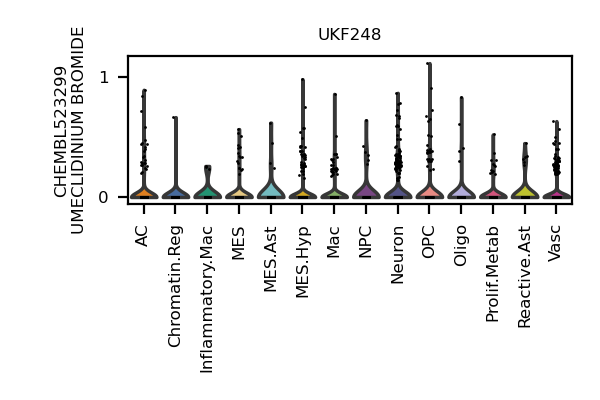 UKF248
CHEMBL523299
UMECLIDINIUM BROMIDE
1
0
AC
Chromatin.Reg
Inflammatory.Mac
MES
MES.Ast
MES.Hyp
Mac
NPC
Neuron
OPC
Oligo
Prolif.Metab
Reactive.Ast
Vasc